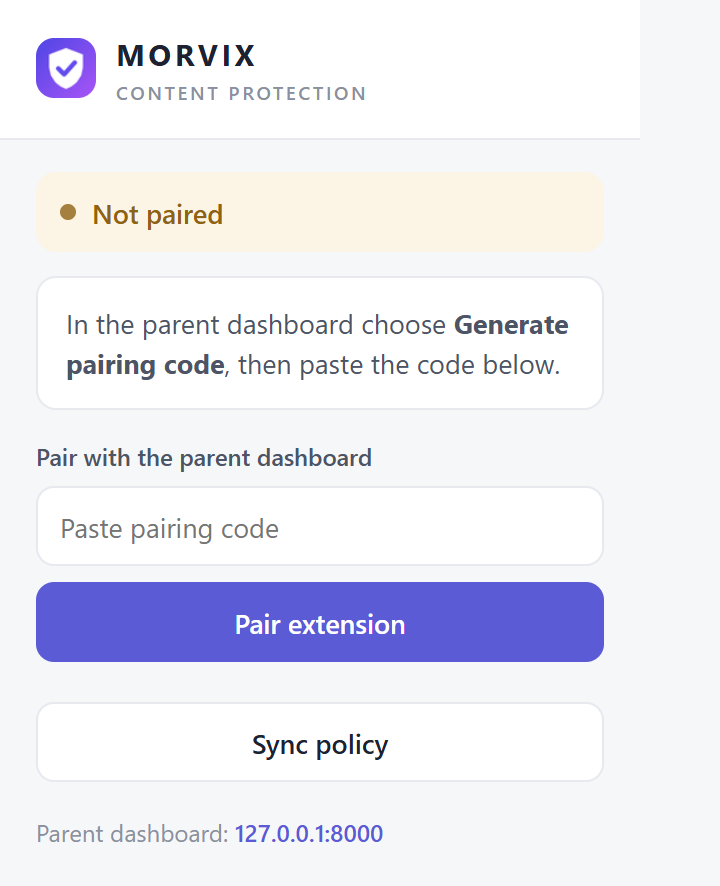 MORVIX
CONTENT PROTECTION
Not paired
In the parent dashboard choose Generate
pairing code, then paste the code below.
Pair with the parent dashboard
Paste pairing code
Pair extension
Sync policy
Parent dashboard: 127.0.0.1:8000